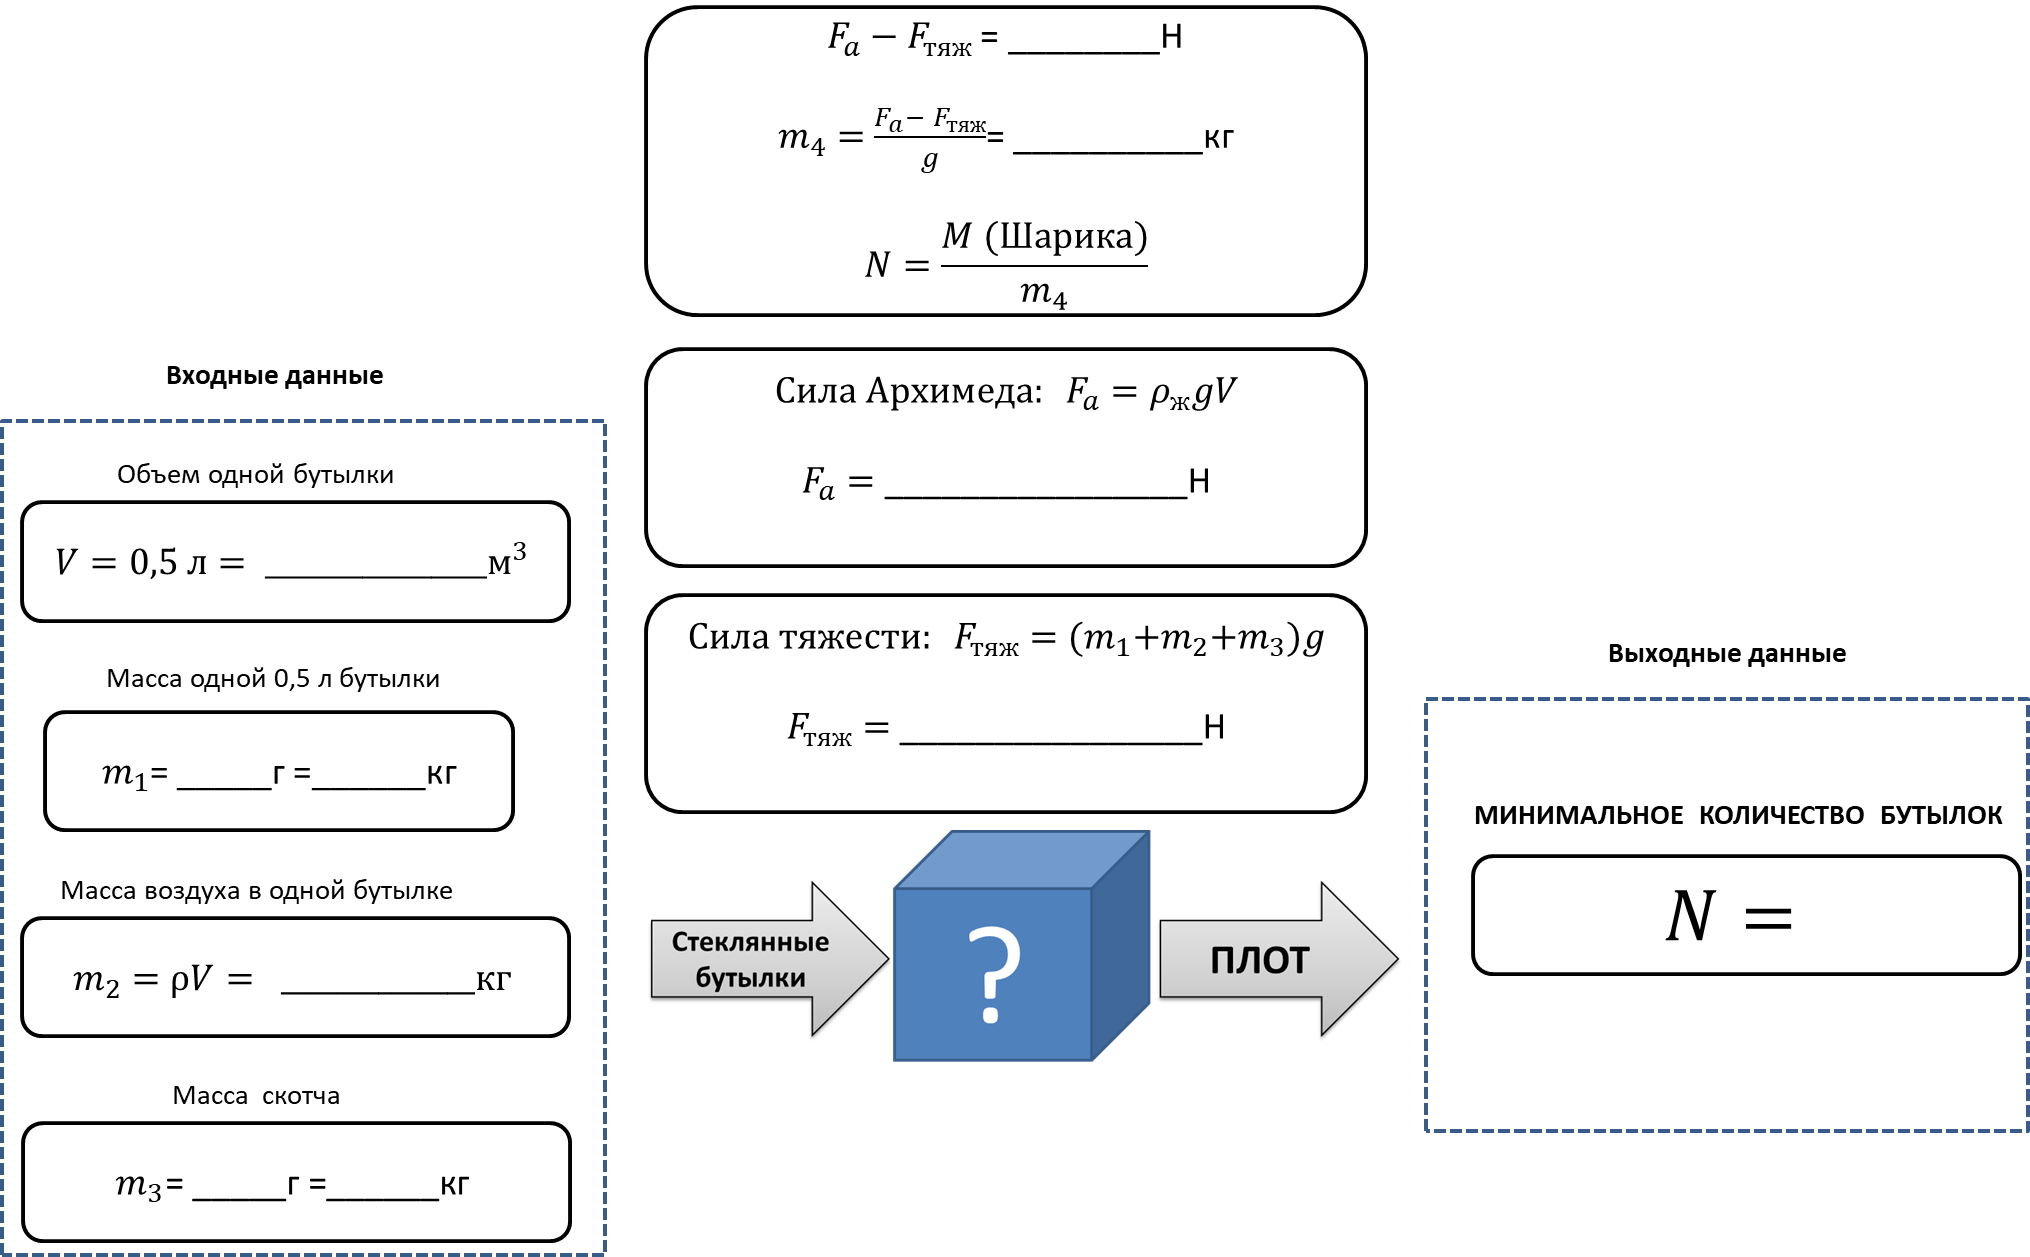 𝐹ₐ − 𝐹тяж = ________Н
𝑚₄ = (𝐹ₐ − 𝐹тяж)/𝑔 = __________кг
𝑁 = 𝑀 (Шарика)/𝑚₄
Входные данные
Объем одной бутылки
𝑉 = 0,5 л = ____________м³
Масса одной 0,5 л бутылки
𝑚₁= _____г =______кг
Масса воздуха в одной бутылке
𝑚₂ = ρ𝑉 = __________кг
Масса скотча
𝑚₃= _____г =______кг
Сила Архимеда: 𝐹ₐ = 𝜌ж𝑔𝑉
𝐹ₐ = ________________Н
Сила тяжести: 𝐹тяж = (𝑚₁+𝑚₂+𝑚₃)𝑔
𝐹тяж = ________________Н
Стеклянные
бутылки
?
ПЛОТ
Выходные данные
МИНИМАЛЬНОЕ КОЛИЧЕСТВО БУТЫЛОК
𝑁 =